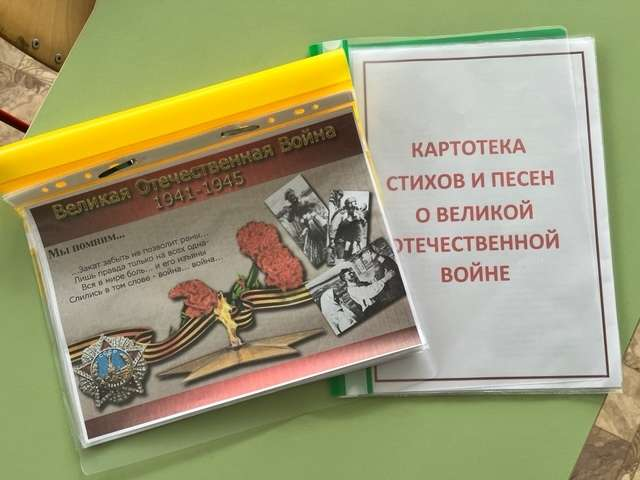 Великая Отечественная Война
1941-1945
Мы помним...
...Закат забыть не позволит раны...
Лишь правда только на всех одна-
Вся в мире боль... и его изъяны
Слились в том слове - война... война...
КАРТОТЕКА
СТИХОВ И ПЕСЕН
О ВЕЛИКОЙ
ОТЕЧЕСТВЕННОЙ
ВОЙНЕ